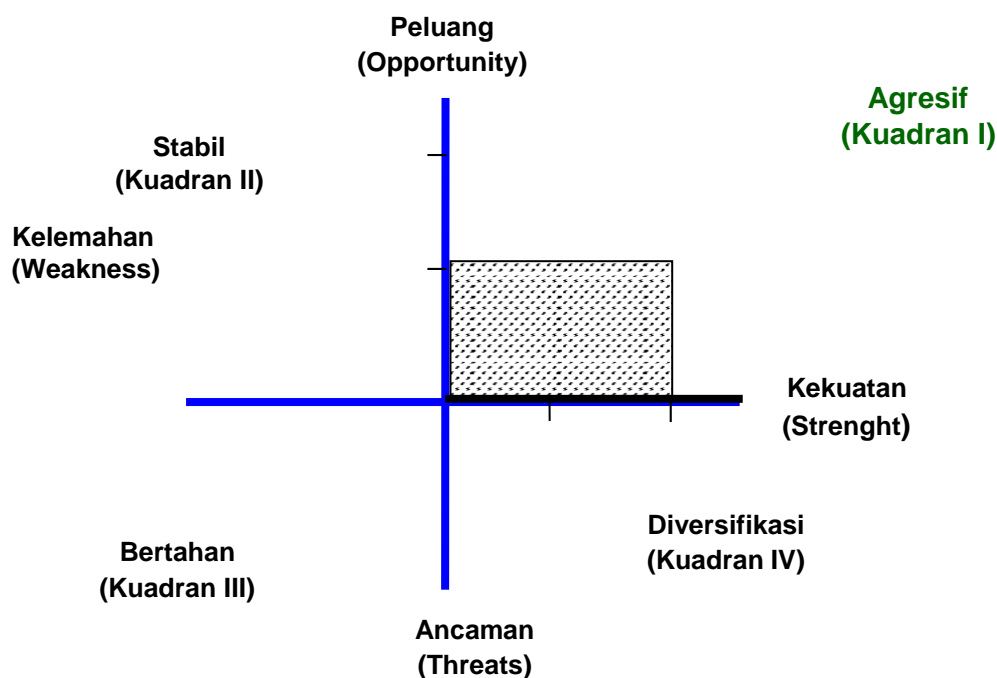 Peluang
(Opportunity)
Agresif
(Kuadran I)
Stabil
(Kuadran II)
Kelemahan
(Weakness)
Kekuatan
(Strenght)
Diversifikasi
(Kuadran IV)
Bertahan
(Kuadran III)
Ancaman
(Threats)